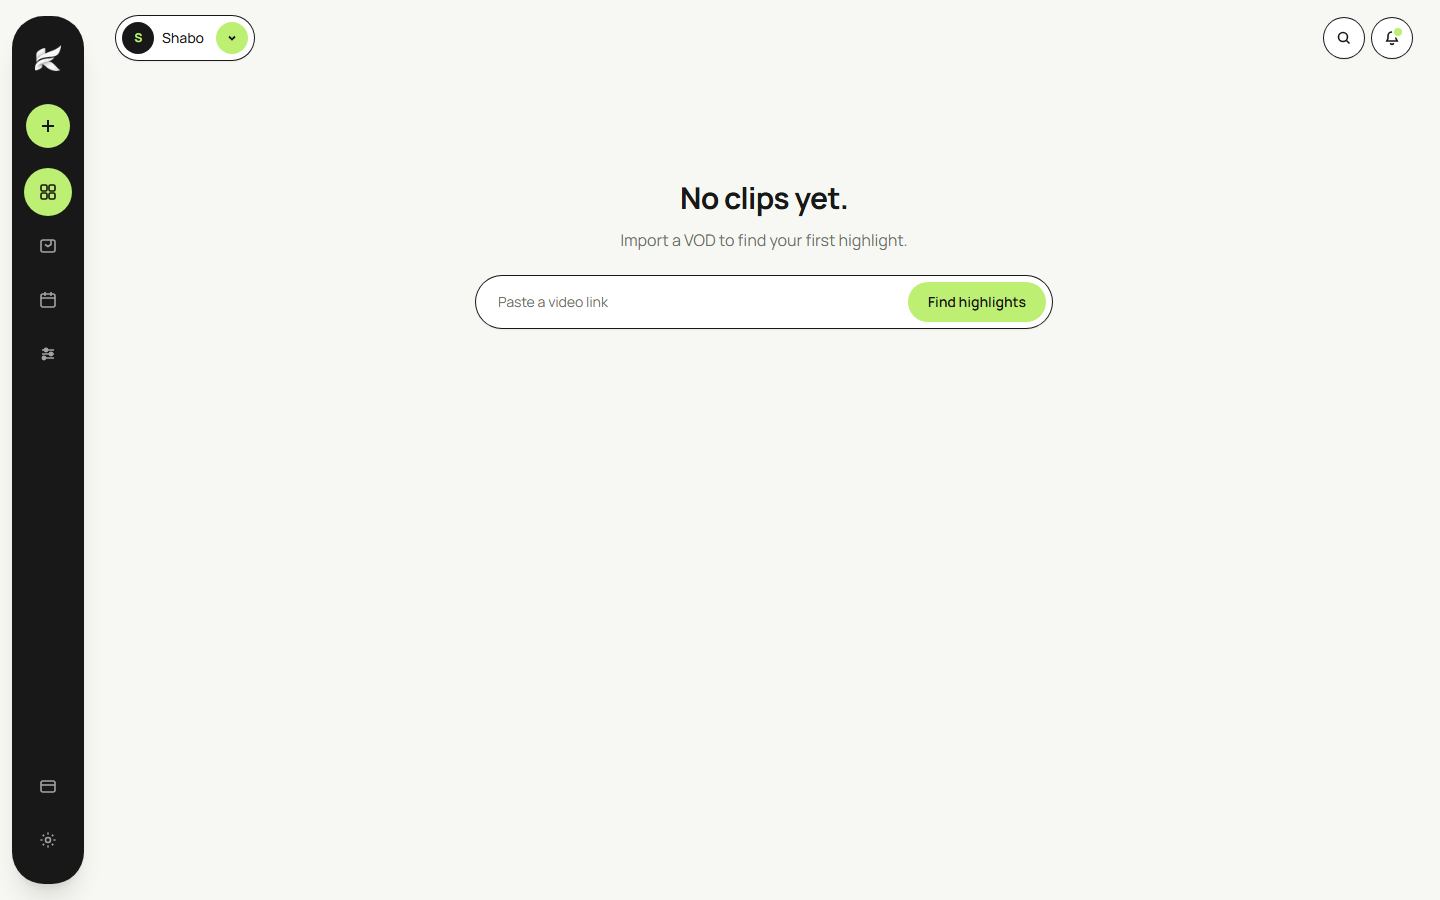 S Shabo
No clips yet.
Import a VOD to find your first highlight.
Paste a video link
Find highlights